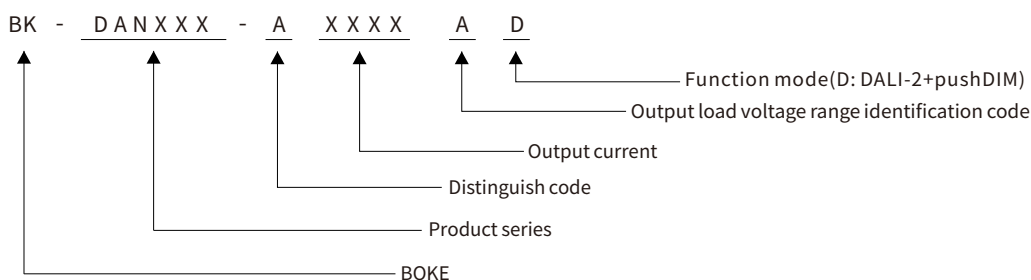 BK - DANXXX - A XXXX A D
Function mode(D: DALI-2+pushDIM)
Output load voltage range identification code
Output current
Distinguish code
Product series
BOKE